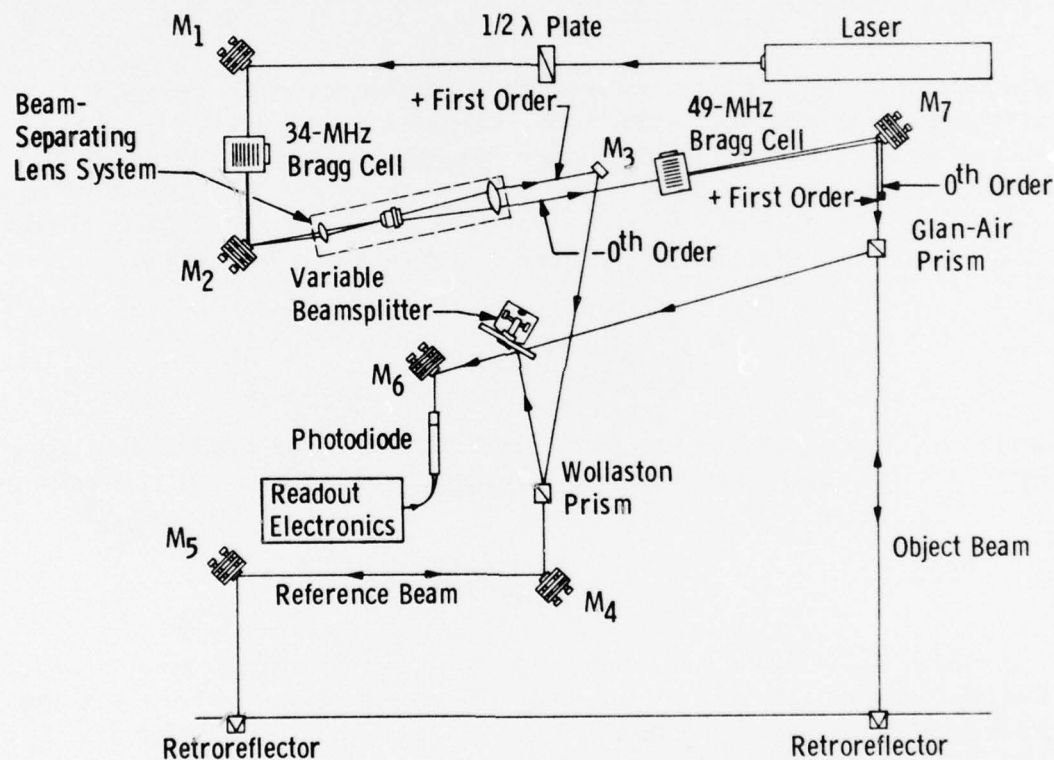 M1
1/2 λ Plate
Laser
Beam-
Separating
Lens System
34-MHz
Bragg Cell
+ First Order
M3
49-MHz
Bragg Cell
M7
0th Order
+ First Order
Glan-Air
Prism
M2
-0th Order
Variable
Beamsplitter
M6
Photodiode
Readout
Electronics
Wollaston
Prism
M5
Reference Beam
M4
Object Beam
Retroreflector
Retroreflector